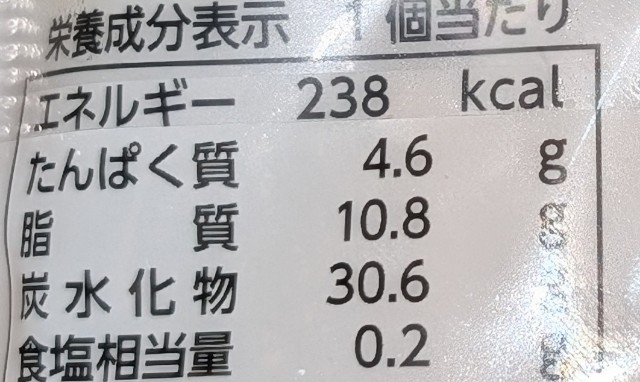 栄養成分表示 1個当たり
エネルギー 238 kcal
たんぱく質 4.6 g
脂質 10.8 g
炭水化物 30.6
食塩相当量 0.2